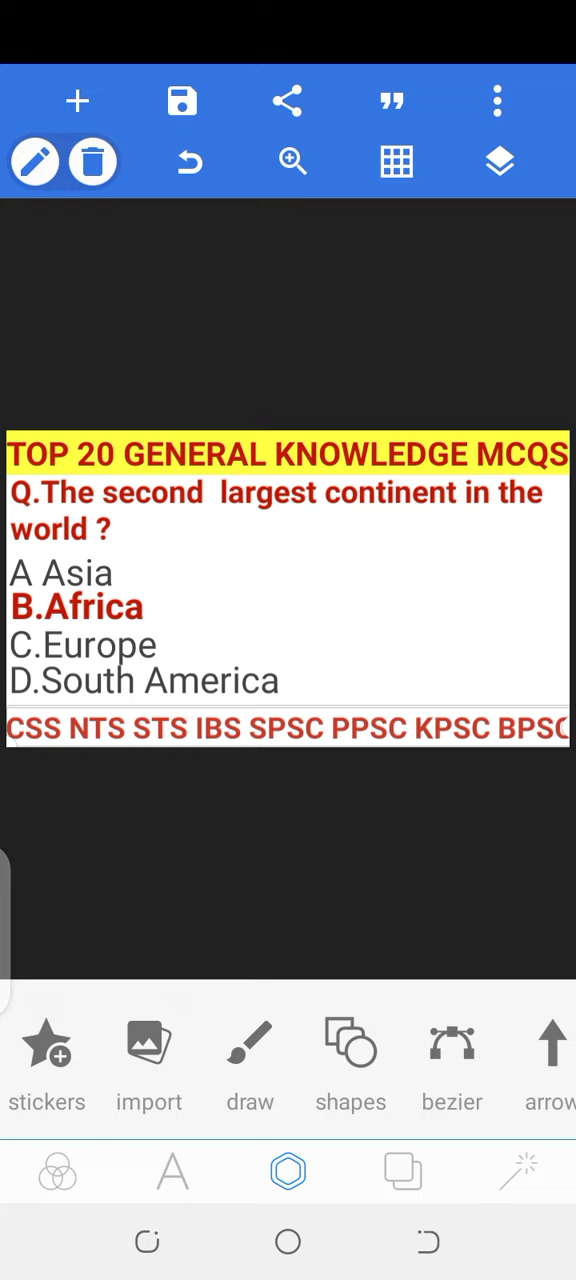 TOP 20 GENERAL KNOWLEDGE MCQS
Q.The second  largest continent in the
world ?
A Asia
B.Africa
C.Europe
D.South America
CSS NTS STS IBS SPSC PPSC KPSC BPSC
stickers import draw shapes bezier arrow